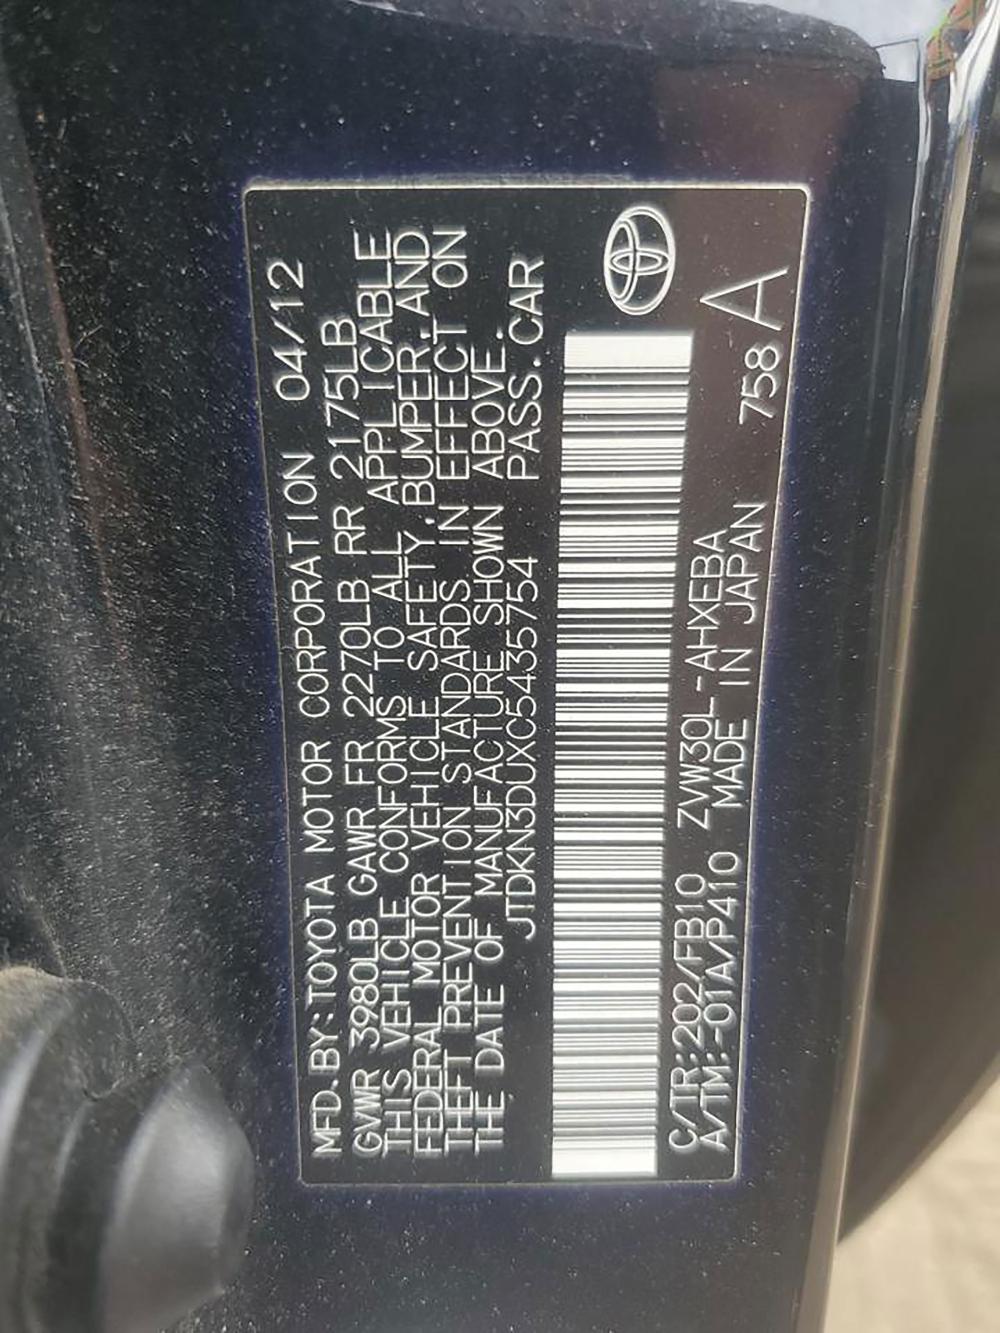 MFD.BY:TOYOTA MOTOR CORPORATION 04/12
GVWR 3980LB GAWR FR 2270LB RR 2175LB
THIS VEHICLE CONFORMS TO ALL APPLICABLE
FEDERAL MOTOR VEHICLE SAFETY,BUMPER,AND
THEFT PREVENTION STANDARDS IN EFFECT ON
THE DATE OF MANUFACTURE SHOWN ABOVE.
JTDKN3DUXC5435754 PASS.CAR
C/TR:202/FB10 ZVW30L-AHXEBA
A/TM:-01A/P410 MADE IN JAPAN 758 A